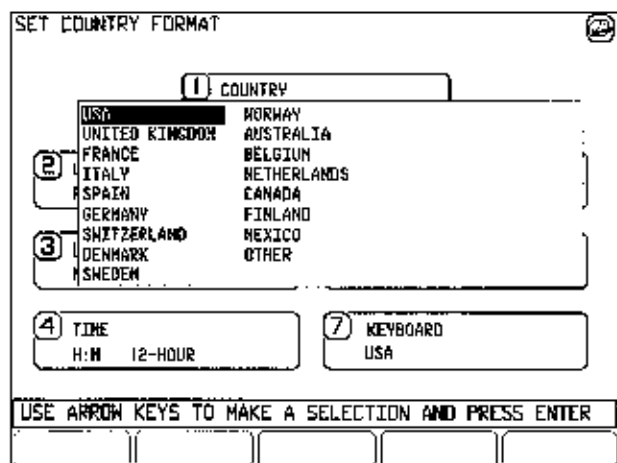 SET COUNTRY FORMAT
1 COUNTRY
USA
UNITED KINGDOM
FRANCE
ITALY
SPAIN
GERMANY
SWITZERLAND
DENMARK
SWEDEN
NORWAY
AUSTRALIA
BELGIUM
NETHERLANDS
CANADA
FINLAND
MEXICO
OTHER
2
3
4 TIME
H:M 12-HOUR
7 KEYBOARD
USA
USE ARROW KEYS TO MAKE A SELECTION AND PRESS ENTER